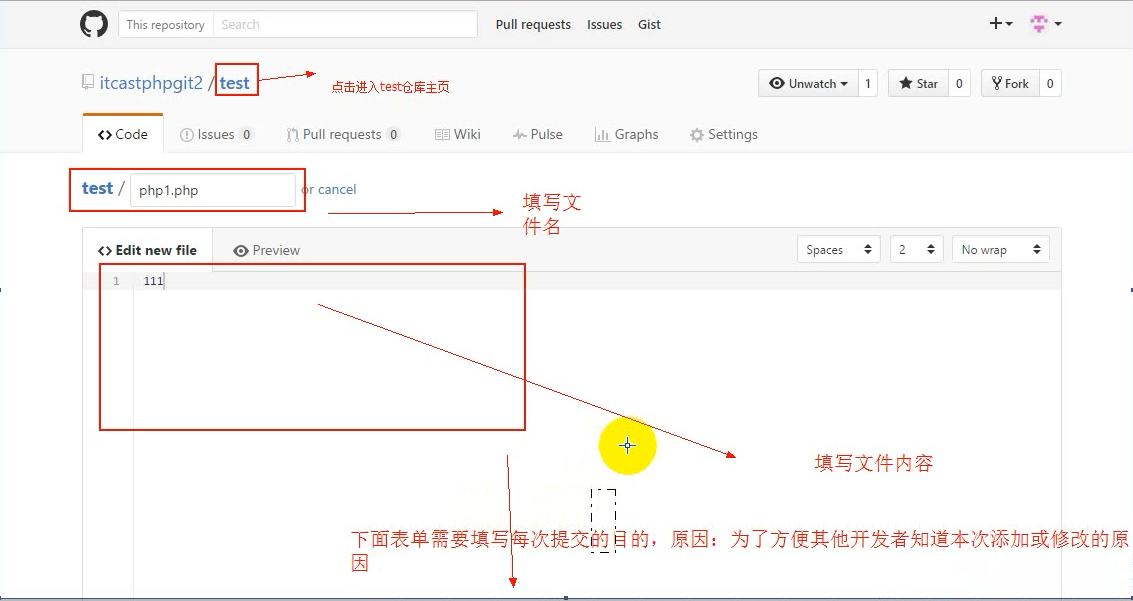 This repository Search Pull requests Issues Gist
itcastphpgit2 / test Unwatch 1 Star 0 Fork 0
点击进入test仓库主页
Code Issues 0 Pull requests 0 Wiki Pulse Graphs Settings
test / php1.php or cancel
填写文
件名
Edit new file Preview Spaces 2 No wrap
1 111
填写文件内容
下面表单需要填写每次提交的目的，原因：为了方便其他开发者知道本次添加或修改的原
因